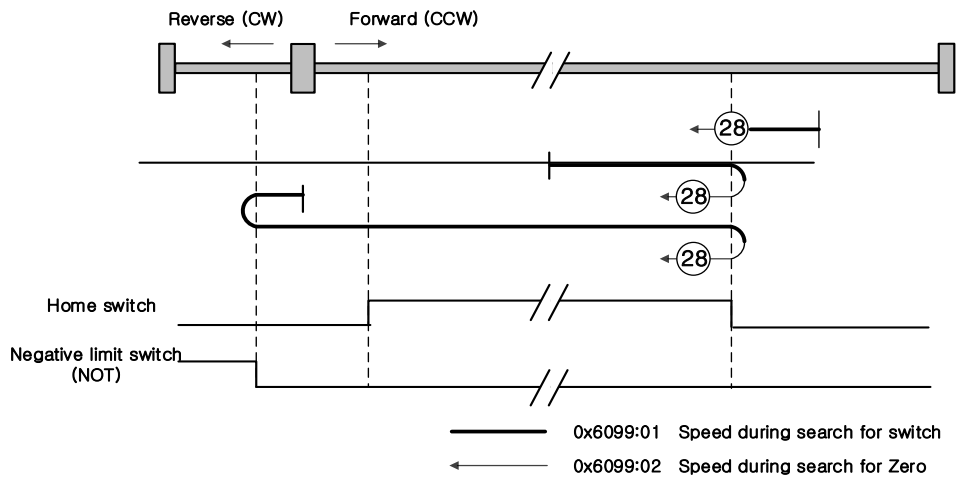 Reverse (CW) Forward (CCW)
28
28
28
Home switch
Negative limit switch
(NOT)
0x6099:01 Speed during search for switch
0x6099:02 Speed during search for Zero